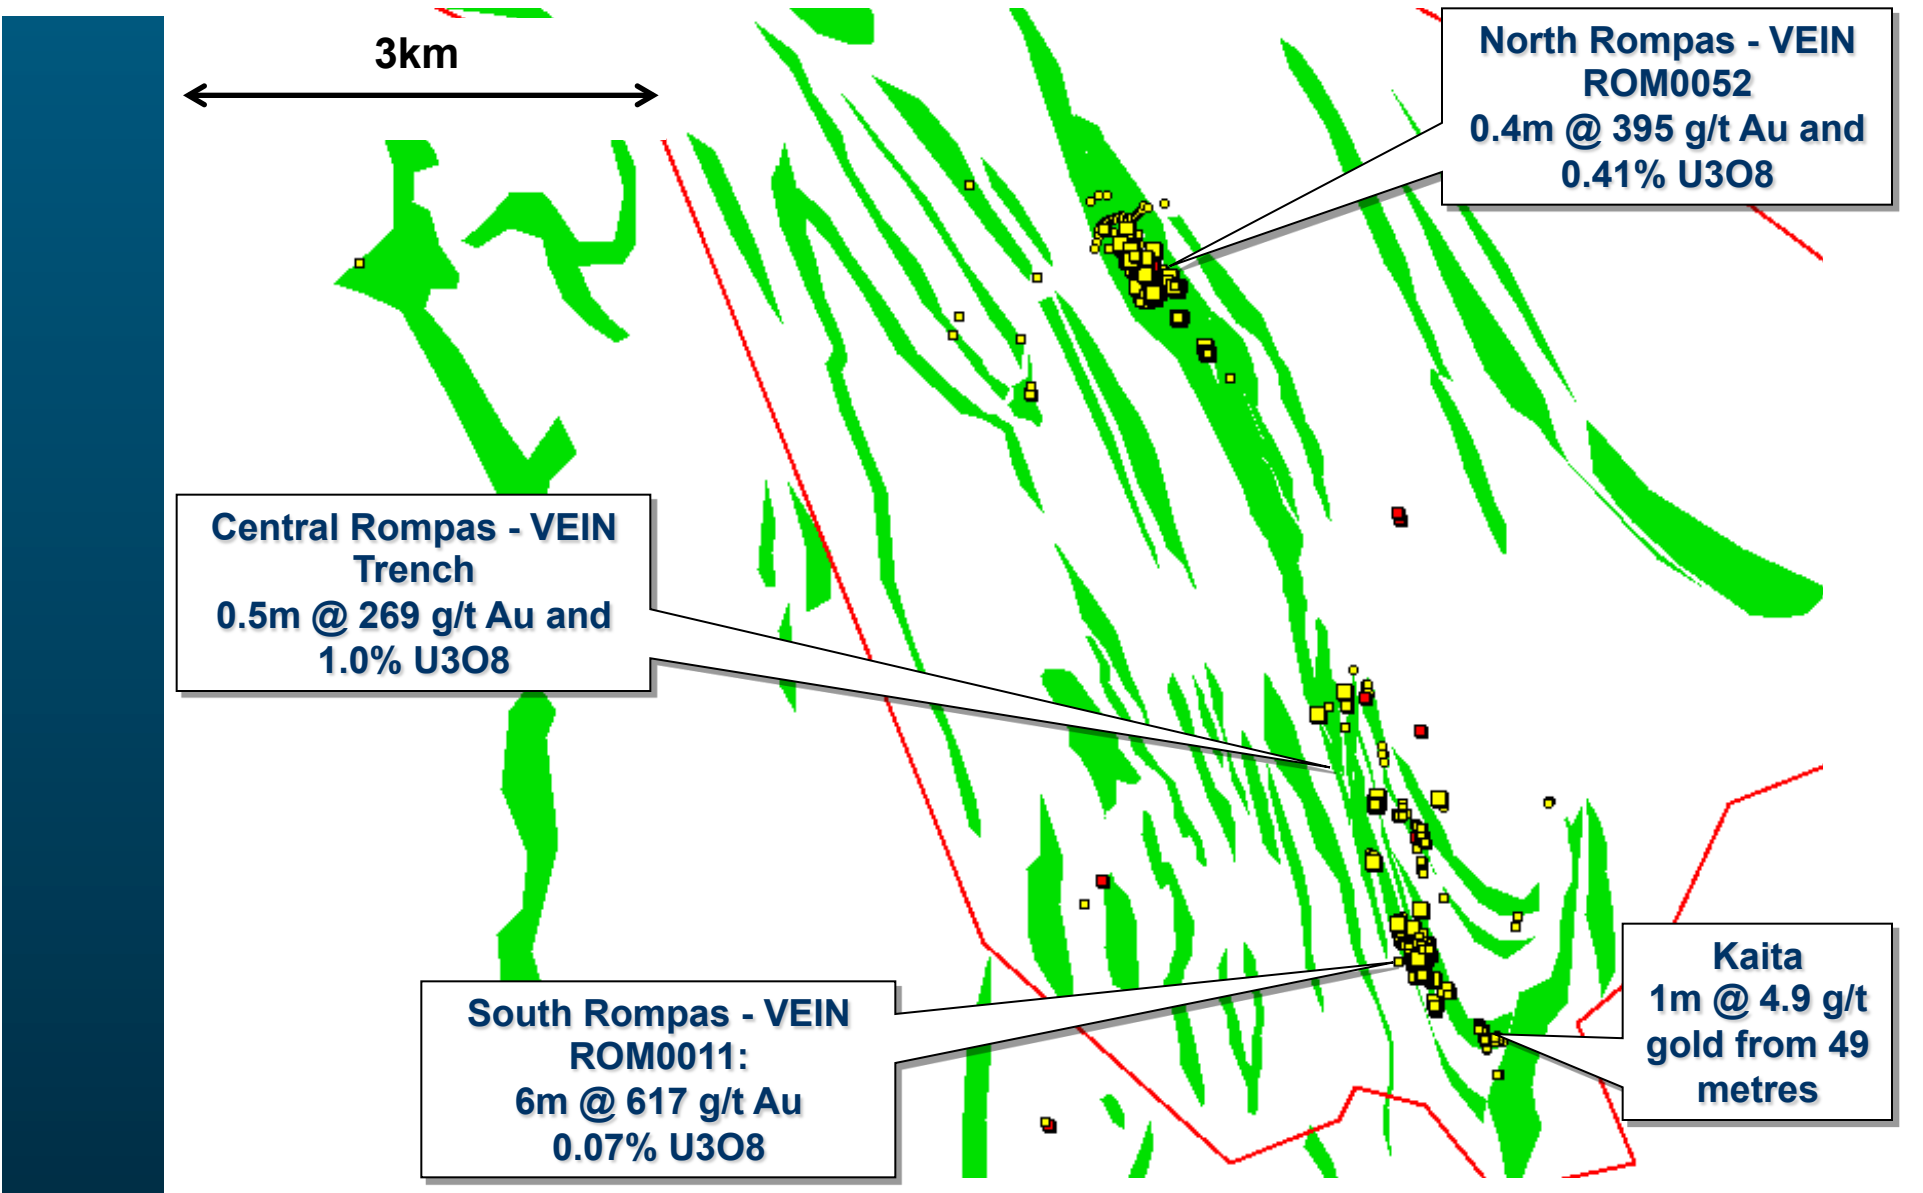 3km
North Rompas - VEIN
ROM0052
0.4m @ 395 g/t Au and
0.41% U3O8
Central Rompas - VEIN
Trench
0.5m @ 269 g/t Au and
1.0% U3O8
South Rompas - VEIN
ROM0011:
6m @ 617 g/t Au
0.07% U3O8
Kaita
1m @ 4.9 g/t
gold from 49
metres